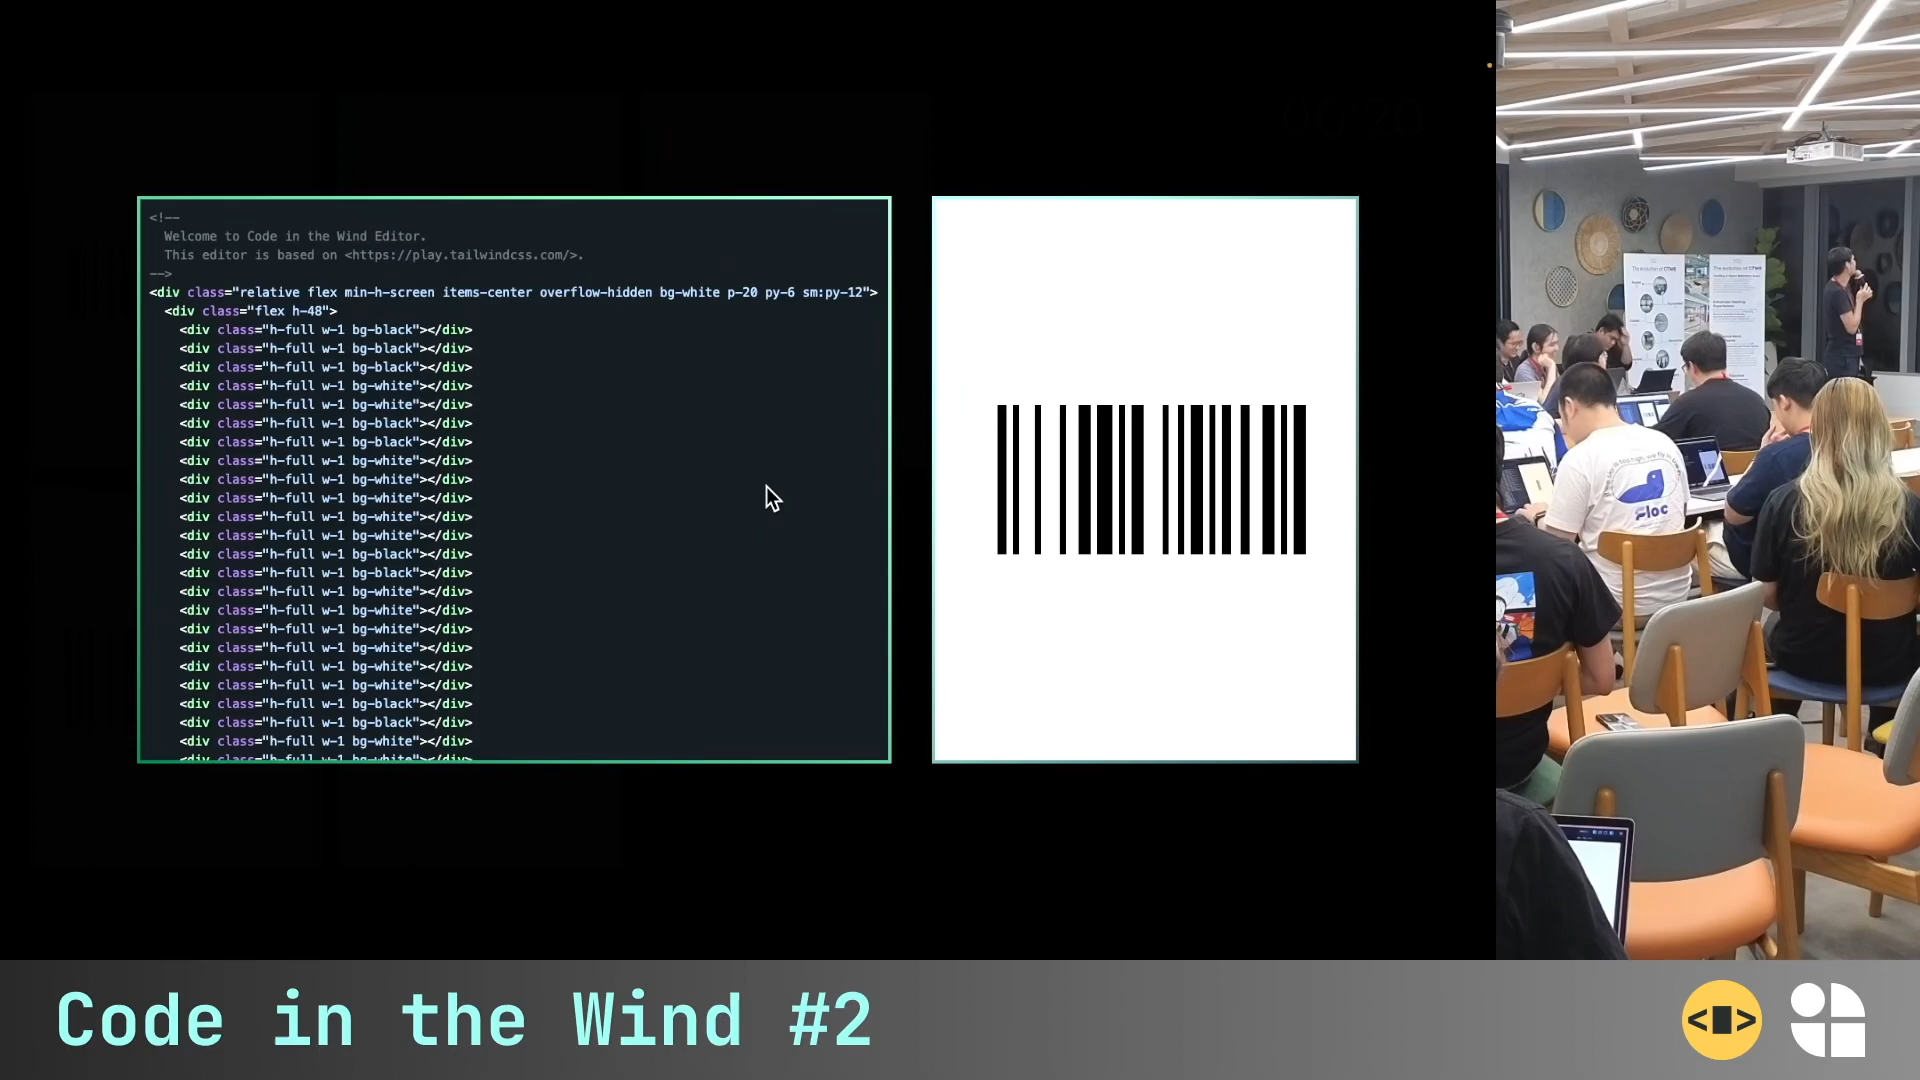 <!--
Welcome to Code in the Wind Editor.
This editor is based on <https://play.tailwindcss.com/>.
-->
<div class="relative flex min-h-screen items-center overflow-hidden bg-white p-20 py-6 sm:py-12">
<div class="flex h-48">
<div class="h-full w-1 bg-black"></div>
<div class="h-full w-1 bg-black"></div>
<div class="h-full w-1 bg-black"></div>
<div class="h-full w-1 bg-white"></div>
<div class="h-full w-1 bg-white"></div>
<div class="h-full w-1 bg-black"></div>
<div class="h-full w-1 bg-black"></div>
<div class="h-full w-1 bg-white"></div>
<div class="h-full w-1 bg-white"></div>
<div class="h-full w-1 bg-white"></div>
<div class="h-full w-1 bg-white"></div>
<div class="h-full w-1 bg-white"></div>
<div class="h-full w-1 bg-black"></div>
<div class="h-full w-1 bg-black"></div>
<div class="h-full w-1 bg-white"></div>
<div class="h-full w-1 bg-white"></div>
<div class="h-full w-1 bg-white"></div>
<div class="h-full w-1 bg-white"></div>
<div class="h-full w-1 bg-white"></div>
<div class="h-full w-1 bg-white"></div>
<div class="h-full w-1 bg-black"></div>
<div class="h-full w-1 bg-black"></div>
<div class="h-full w-1 bg-white"></div>
<div class="h-full w-1 bg-white"></div>
Floc
Code in the Wind #2